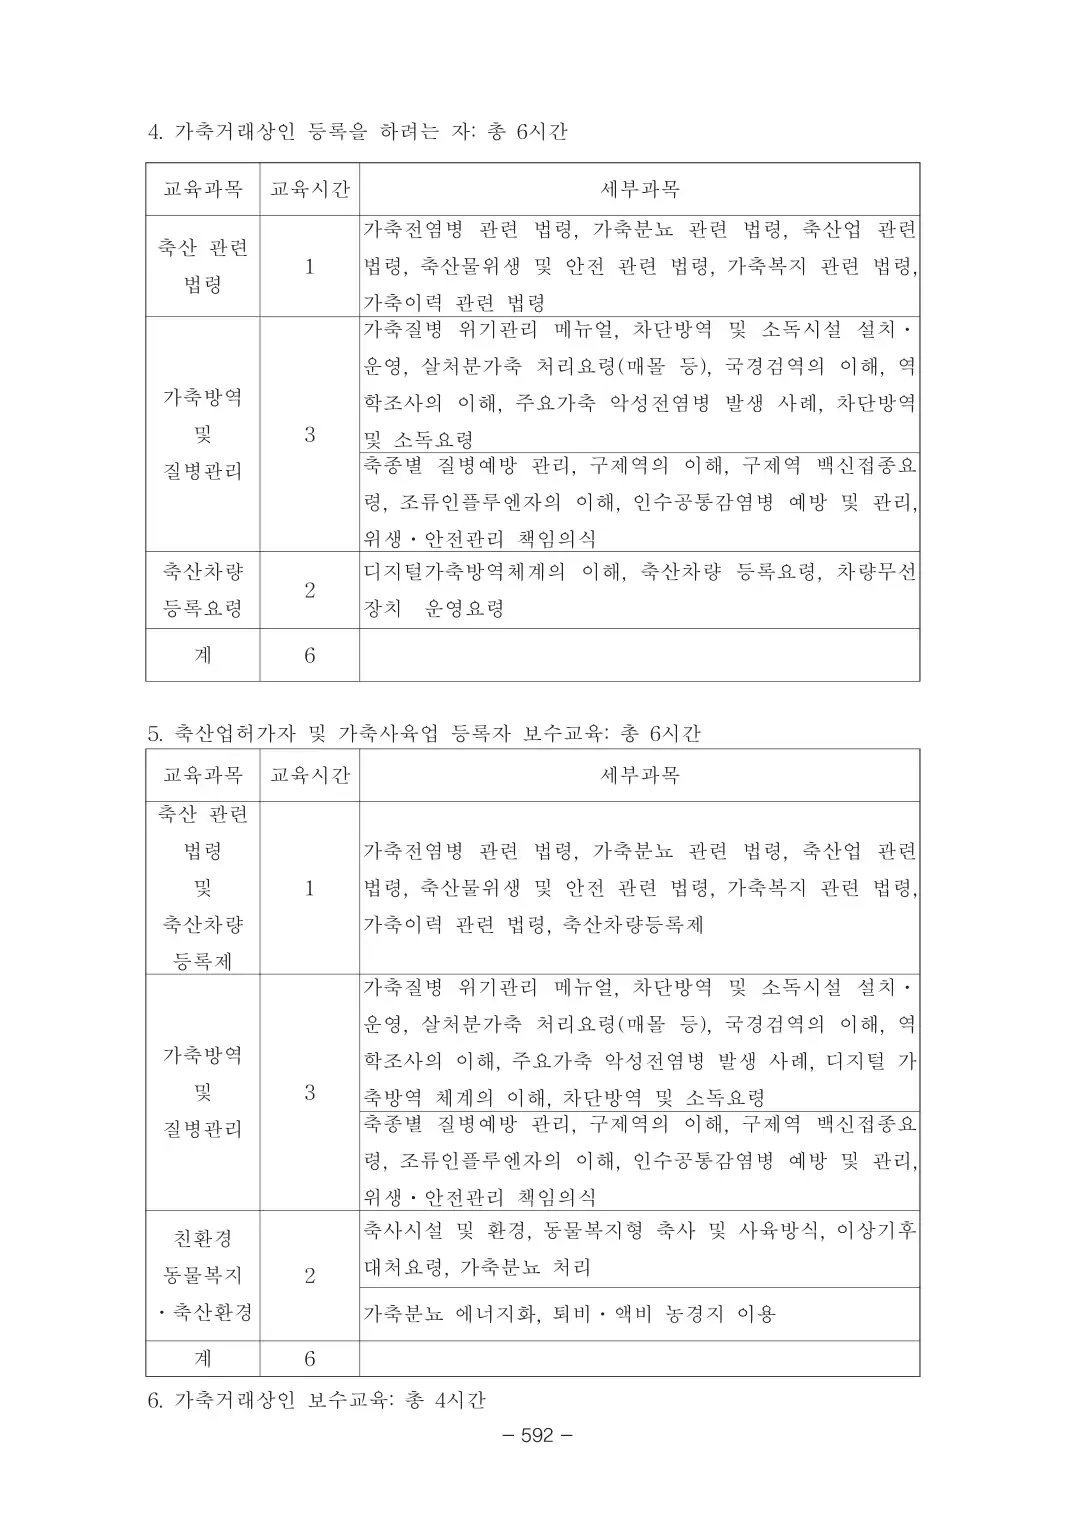 4. 가축거래상인 등록을 하려는 자: 총 6시간
교육과목 교육시간 세부과목
축산 관련
법령
1
가축전염병 관련 법령, 가축분뇨 관련 법령, 축산업 관련
법령, 축산물위생 및 안전 관련 법령, 가축복지 관련 법령,
가축이력 관련 법령
가축방역
및
질병관리
3
가축질병 위기관리 메뉴얼, 차단방역 및 소독시설 설치·
운영, 살처분가축 처리요령(매몰 등), 국경검역의 이해, 역
학조사의 이해, 주요가축 악성전염병 발생 사례, 차단방역
및 소독요령
축종별 질병예방 관리, 구제역의 이해, 구제역 백신접종요
령, 조류인플루엔자의 이해, 인수공통감염병 예방 및 관리,
위생·안전관리 책임의식
축산차량
등록요령
2
디지털가축방역체계의 이해, 축산차량 등록요령, 차량무선
장치 운영요령
계 6
5. 축산업허가자 및 가축사육업 등록자 보수교육: 총 6시간
교육과목 교육시간 세부과목
축산 관련
법령
및
축산차량
등록제
1
가축전염병 관련 법령, 가축분뇨 관련 법령, 축산업 관련
법령, 축산물위생 및 안전 관련 법령, 가축복지 관련 법령,
가축이력 관련 법령, 축산차량등록제
가축방역
및
질병관리
3
가축질병 위기관리 메뉴얼, 차단방역 및 소독시설 설치·
운영, 살처분가축 처리요령(매몰 등), 국경검역의 이해, 역
학조사의 이해, 주요가축 악성전염병 발생 사례, 디지털 가
축방역 체계의 이해, 차단방역 및 소독요령
축종별 질병예방 관리, 구제역의 이해, 구제역 백신접종요
령, 조류인플루엔자의 이해, 인수공통감염병 예방 및 관리,
위생·안전관리 책임의식
친환경
동물복지
·축산환경
2
축사시설 및 환경, 동물복지형 축사 및 사육방식, 이상기후
대처요령, 가축분뇨 처리
가축분뇨 에너지화, 퇴비·액비 농경지 이용
계 6
6. 가축거래상인 보수교육: 총 4시간
- 592 -